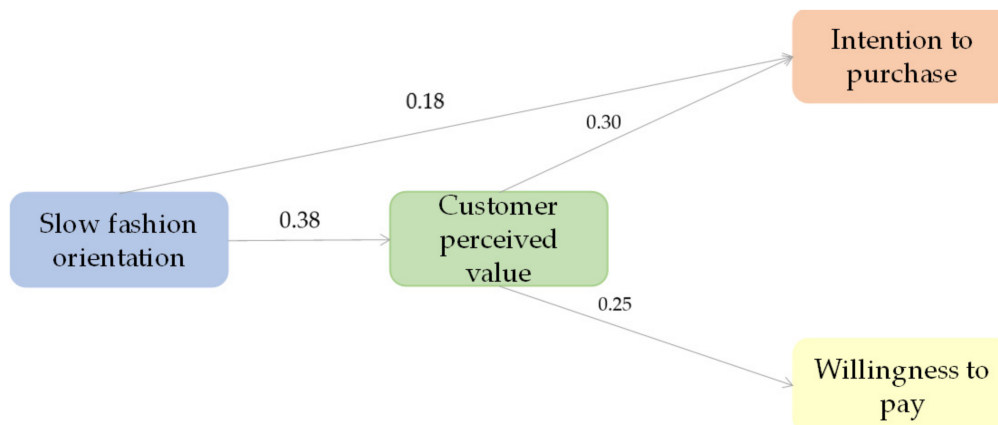 Intention to
purchase
0.18
0.30
Slow fashion
orientation
0.38
Customer
perceived
value
0.25
Willingness to
pay